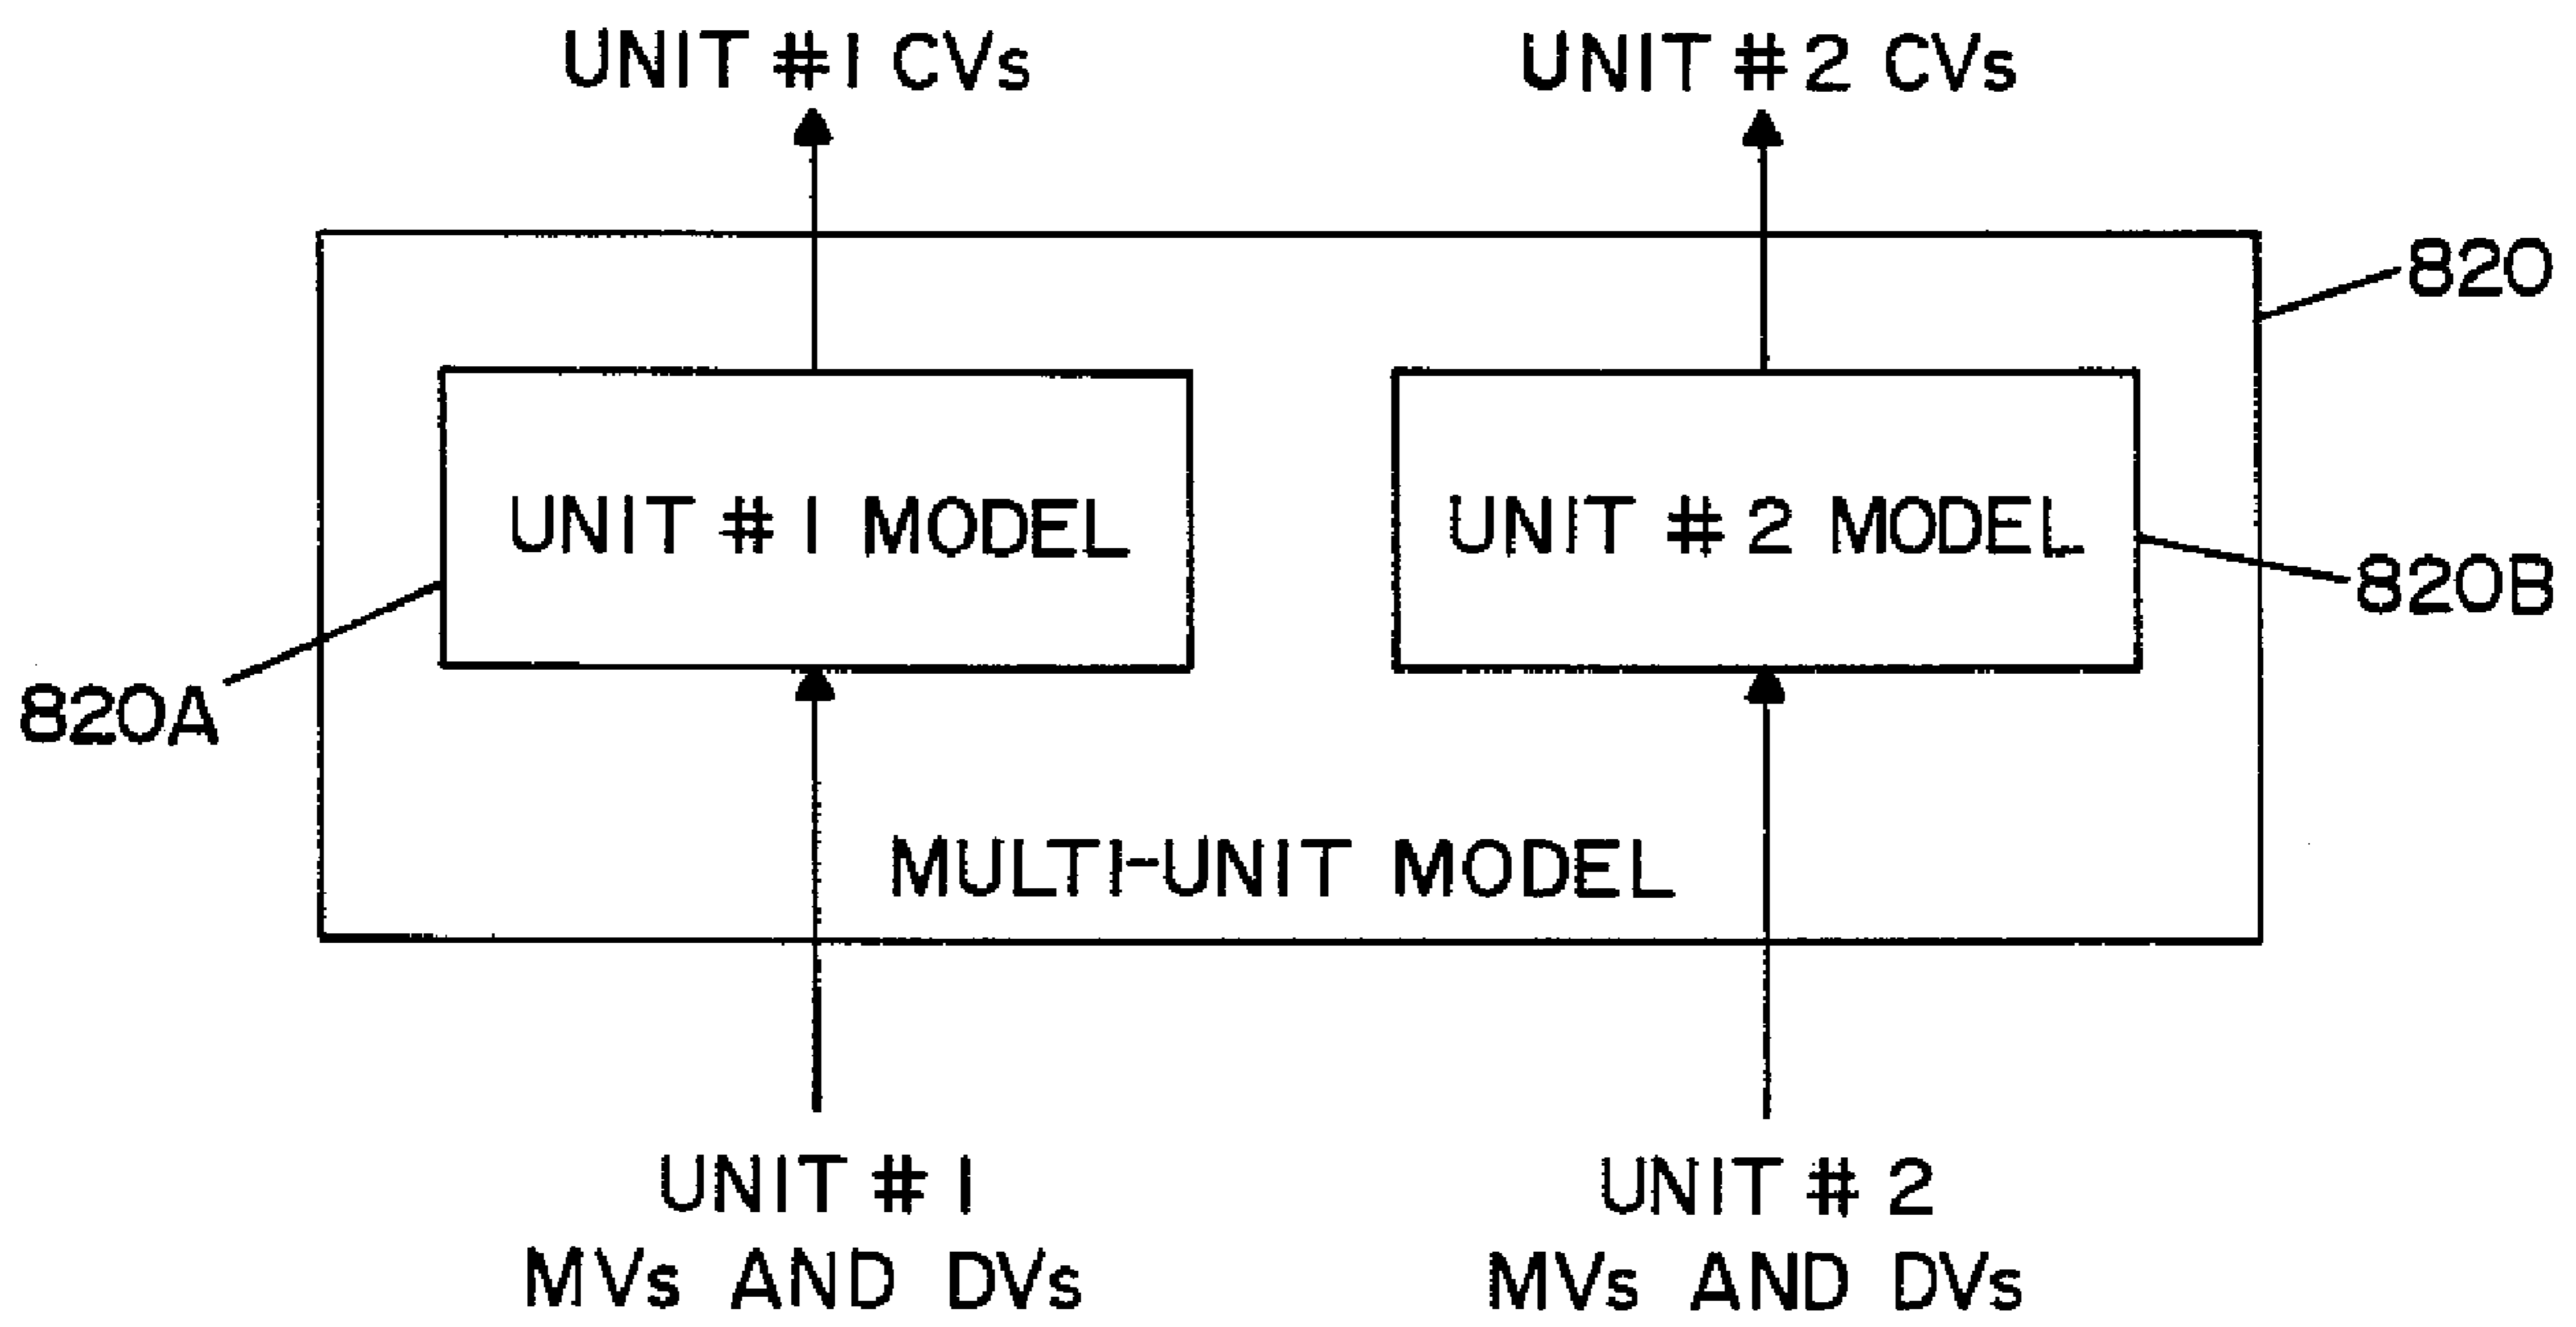 UNIT #1 CVs
UNIT #2 CVs
820
UNIT #1 MODEL
UNIT #2 MODEL
820B
820A
MULTI-UNIT MODEL
UNIT #1
MVs AND DVs
UNIT #2
MVs AND DVs